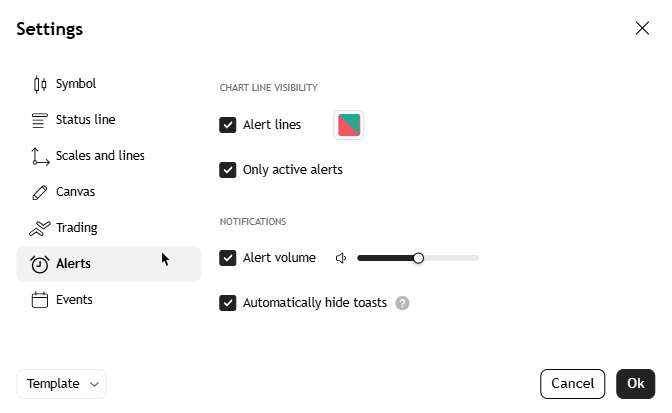 Settings
Symbol
Status line
Scales and lines
Canvas
Trading
Alerts
Events
CHART LINE VISIBILITY
Alert lines
Only active alerts
NOTIFICATIONS
Alert volume
Automatically hide toasts ?
Template
Cancel
Ok